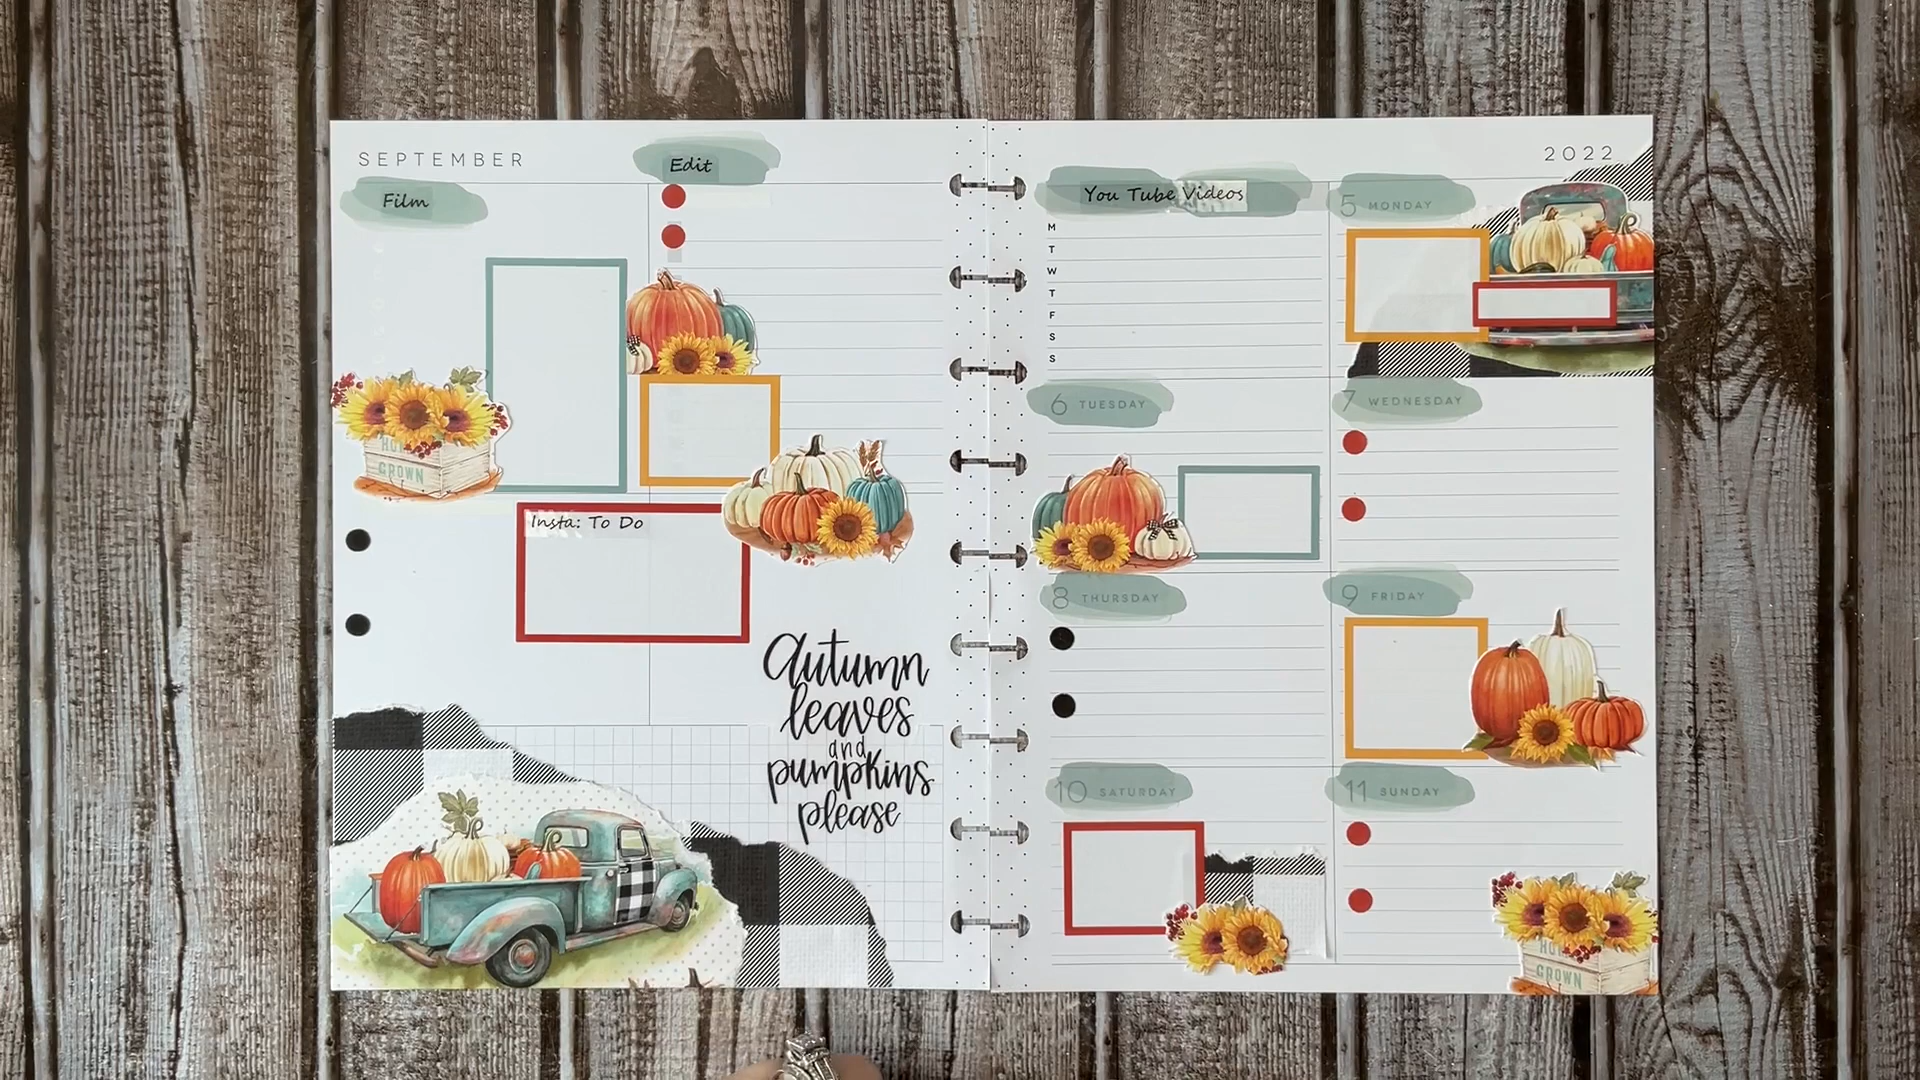 SEPTEMBER
Edit
Film
HOME
GROWN
Insta: To Do
Autumn
leaves
and
pumpkins
please
2022
You Tube Videos
M
T
W
T
F
S
S
5 MONDAY
6 TUESDAY
7 WEDNESDAY
8 THURSDAY
9 FRIDAY
10 SATURDAY
11 SUNDAY
GROWN